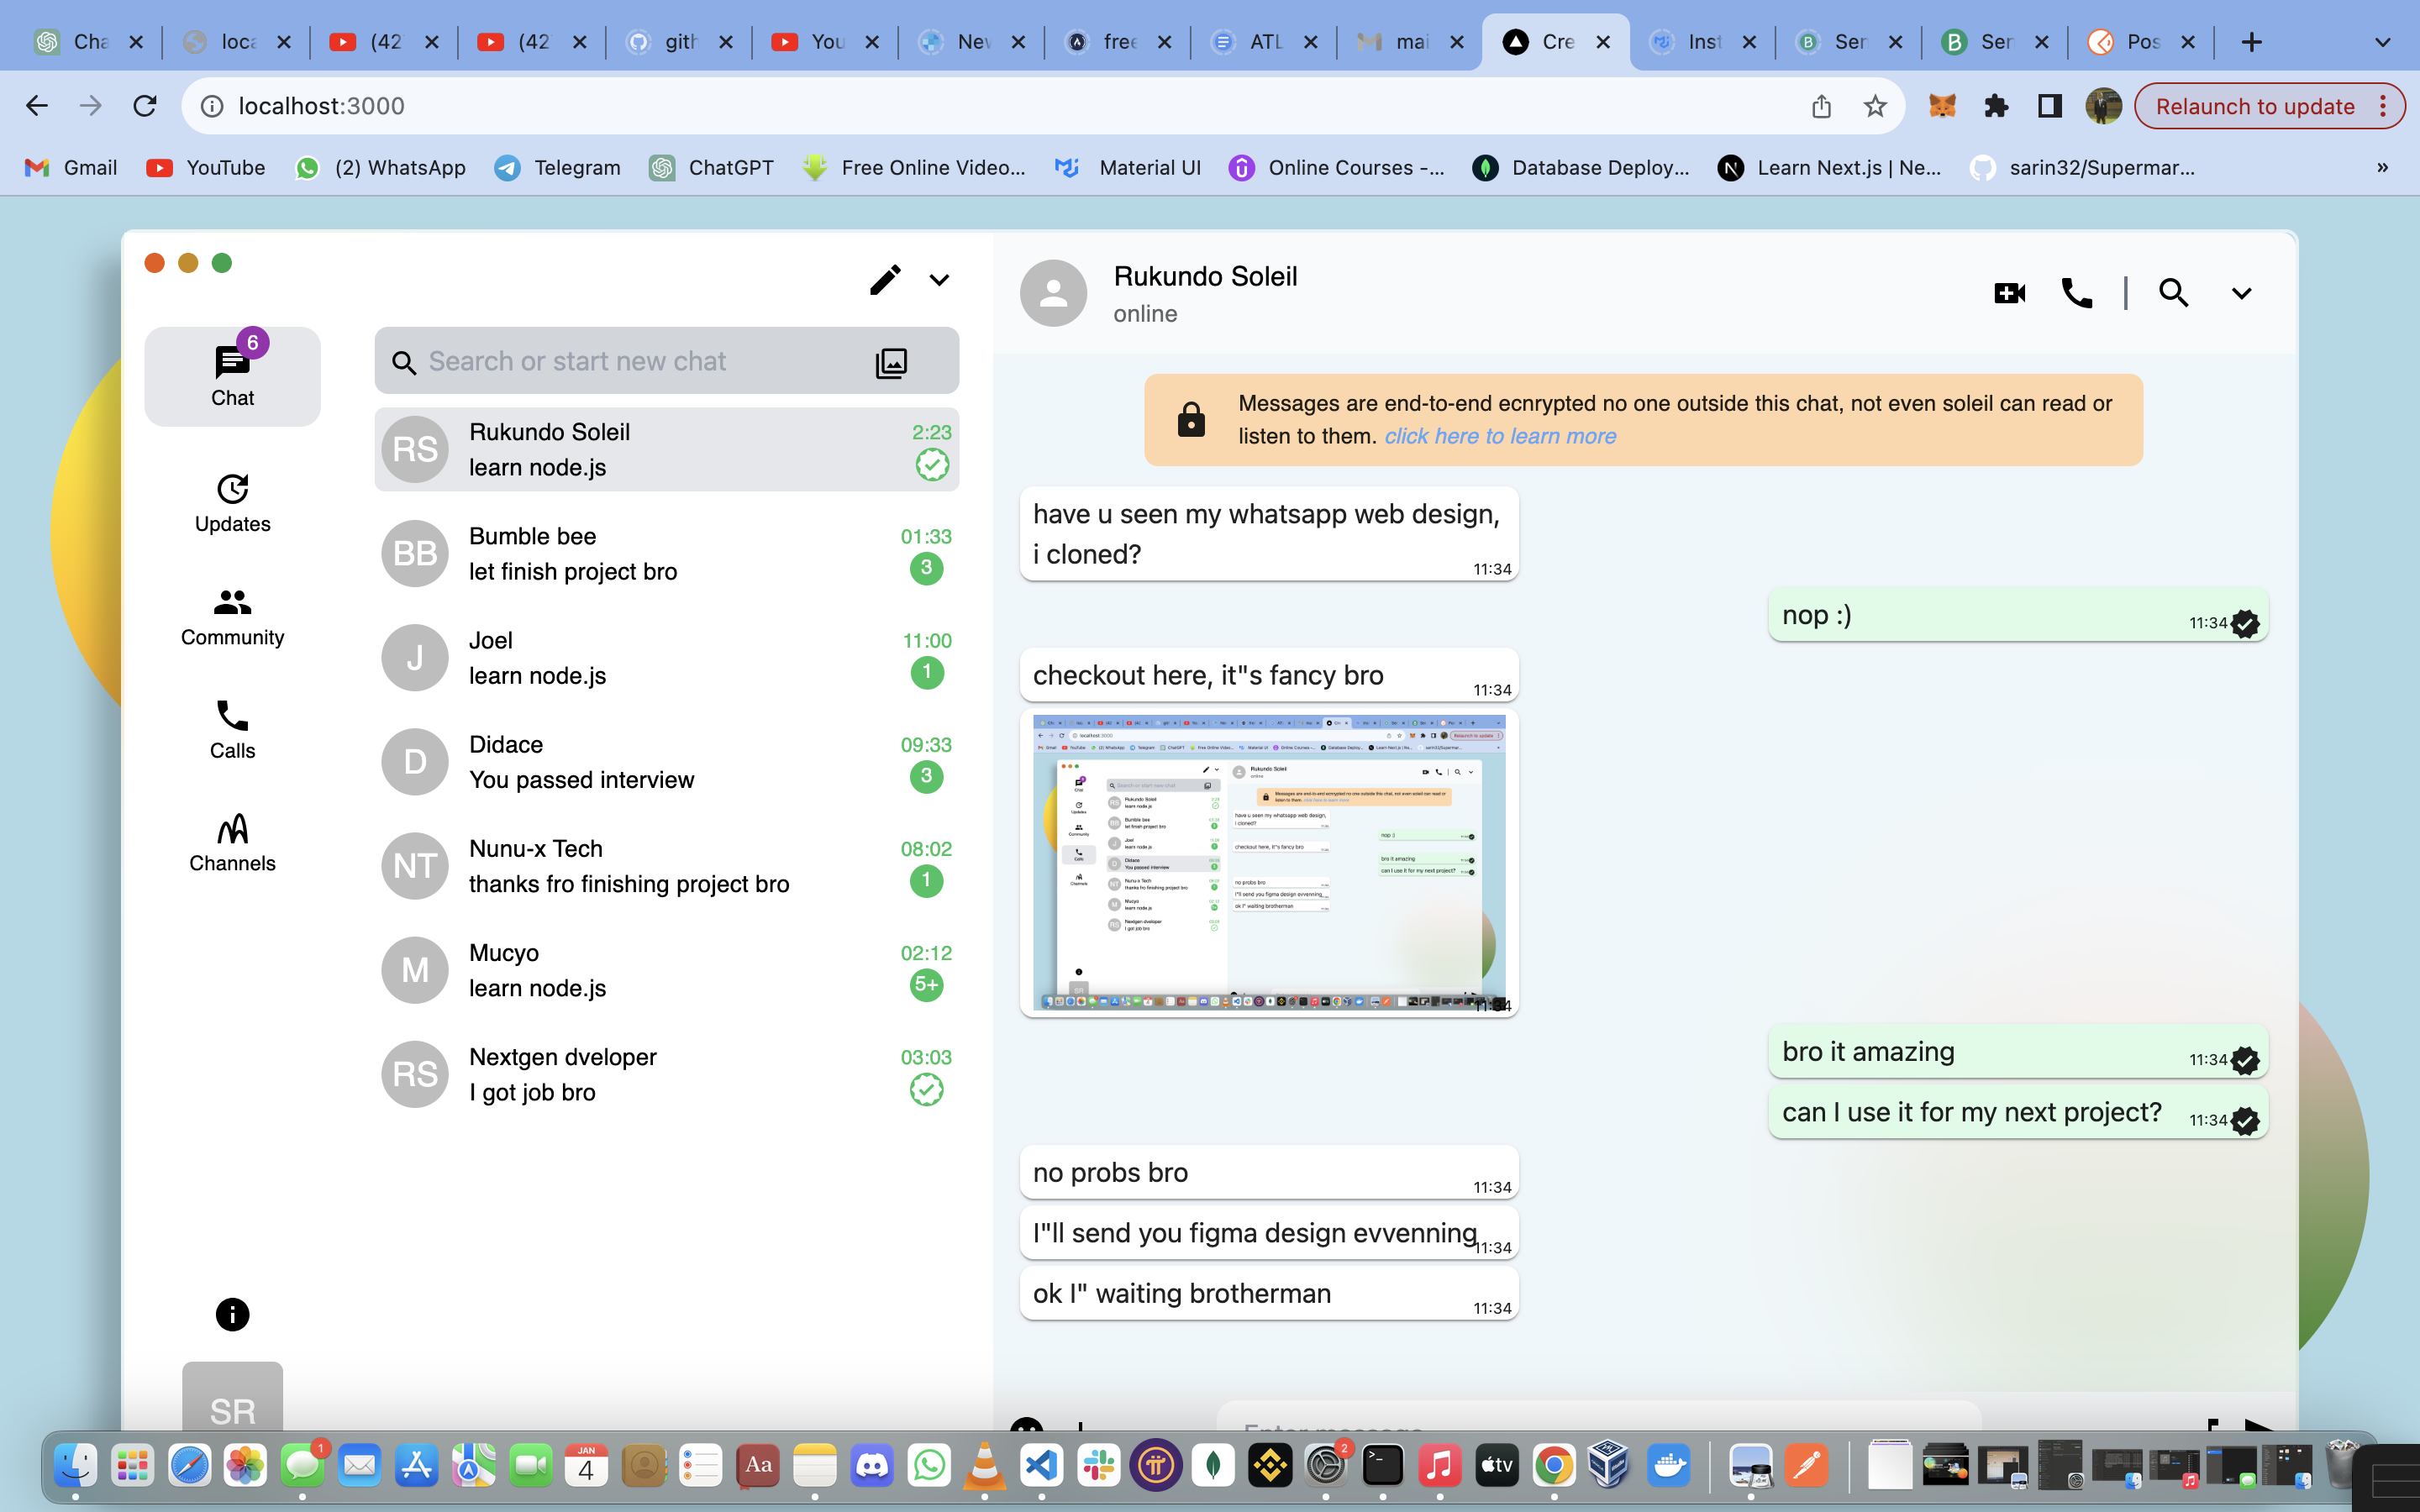 Cha
loca
(42
(42
gith
You
Nev
free
ATL
mai
Cre
Inst
Ser
Ser
Pos
localhost:3000
Relaunch to update
Gmail
YouTube
(2) WhatsApp
Telegram
ChatGPT
Free Online Video...
Material UI
Online Courses -...
Database Deploy...
Learn Next.js | Ne...
sarin32/Supermar...
6
Chat
Updates
Community
Calls
Channels
SR
Search or start new chat
Rukundo Soleil
2:23
learn node.js
RS
Bumble bee
01:33
let finish project bro
3
BB
Joel
11:00
learn node.js
1
J
Didace
09:33
You passed interview
3
D
Nunu-x Tech
08:02
thanks fro finishing project bro
1
NT
Mucyo
02:12
learn node.js
5+
M
Nextgen dveloper
03:03
I got job bro
RS
Rukundo Soleil
online
Messages are end-to-end ecnrypted no one outside this chat, not even soleil can read or
listen to them. click here to learn more
have u seen my whatsapp web design,
i cloned?
11:34
nop :)
11:34
checkout here, it"s fancy bro
11:34
11:34
bro it amazing
11:34
can I use it for my next project?
11:34
no probs bro
11:34
I"ll send you figma design evvenning
11:34
ok I" waiting brotherman
11:34
Enter message
1
JAN
4
Aa
2
tv